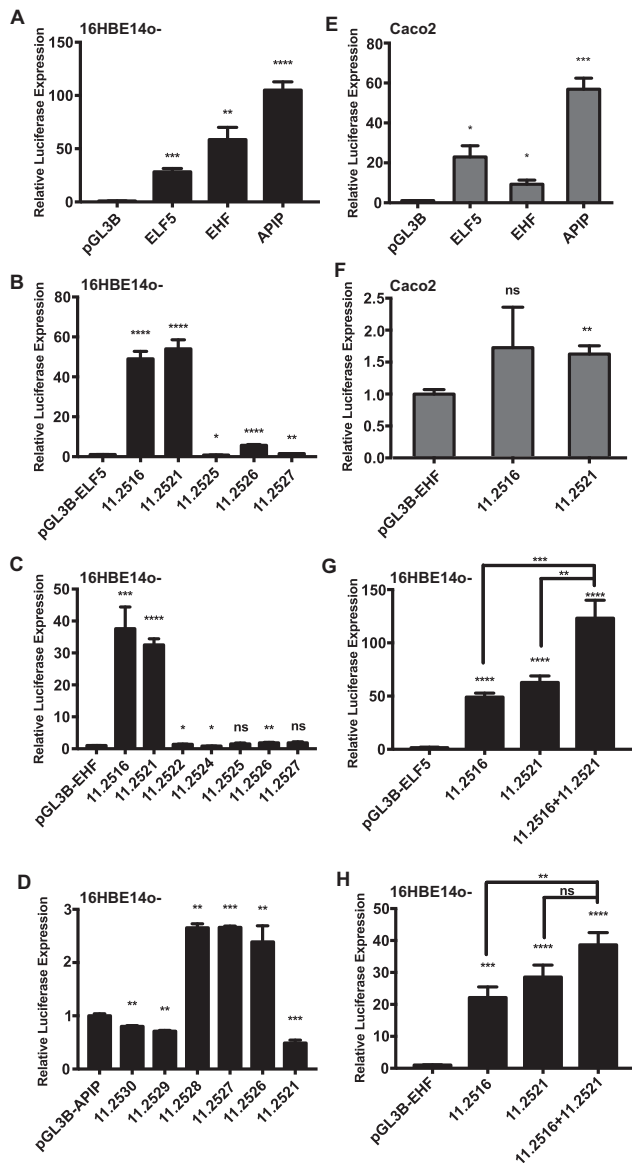 A
16HBE14o-
Relative Luciferase Expression
150
100
50
0
***
**
****
pGL3B
ELF5
EHF
APIP
B
16HBE14o-
Relative Luciferase Expression
80
60
40
20
0
****
****
*
****
**
pGL3B-ELF5
11.2516
11.2521
11.2525
11.2526
11.2527
C
16HBE14o-
Relative Luciferase Expression
50
40
30
20
10
0
***
****
*
*
ns
**
ns
pGL3B-EHF
11.2516
11.2521
11.2522
11.2524
11.2525
11.2526
11.2527
D
16HBE14o-
Relative Luciferase Expression
3
2
1
0
**
**
**
***
**
***
pGL3B-APIP
11.2530
11.2529
11.2528
11.2527
11.2526
11.2521
E
Caco2
Relative Luciferase Expression
80
60
40
20
0
*
*
***
pGL3B
ELF5
EHF
APIP
F
Caco2
Relative Luciferase Expression
2.5
2.0
1.5
1.0
0.5
0.0
ns
**
pGL3B-EHF
11.2516
11.2521
G
16HBE14o-
Relative Luciferase Expression
150
100
50
0
***
**
****
****
****
pGL3B-ELF5
11.2516
11.2521
11.2516+11.2521
H
16HBE14o-
Relative Luciferase Expression
50
40
30
20
10
0
**
ns
***
****
****
pGL3B-EHF
11.2516
11.2521
11.2516+11.2521